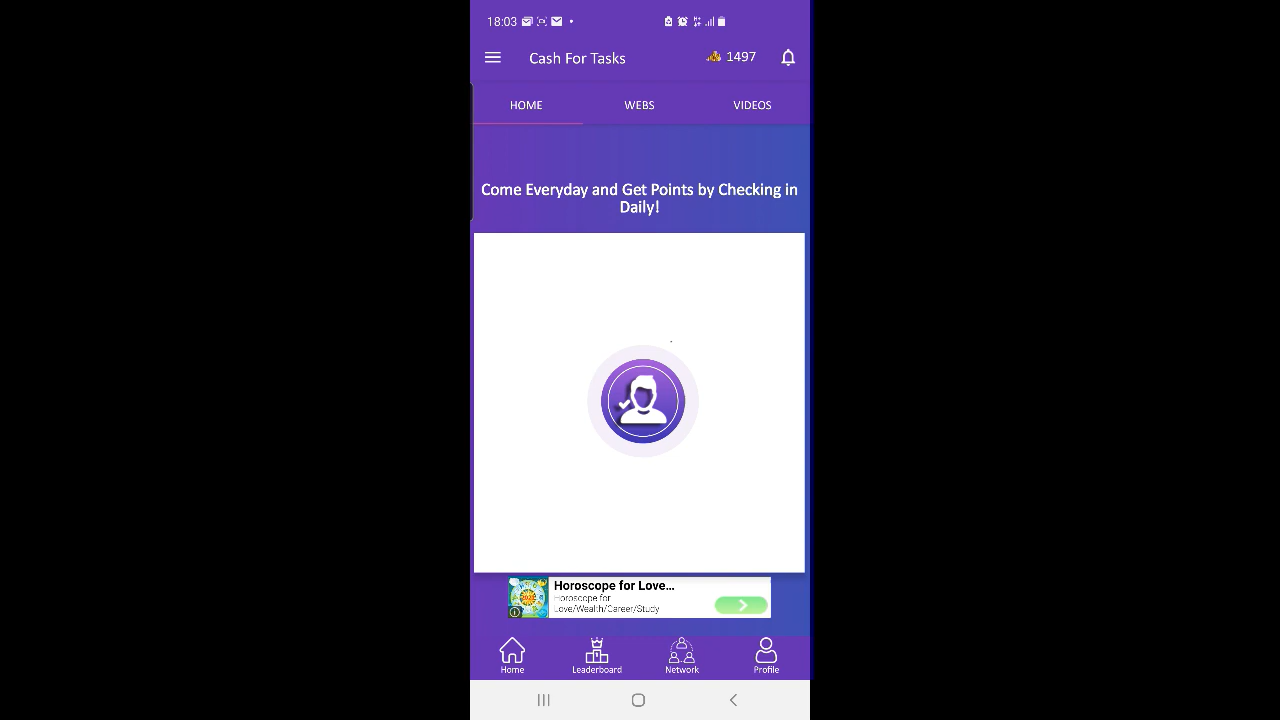 18:03
Cash For Tasks
1497
HOME
WEBS
VIDEOS
Come Everyday and Get Points by Checking in
Daily!
Horoscope for Love...
Horoscope for
Love/Wealth/Career/Study
Home
Leaderboard
Network
Profile